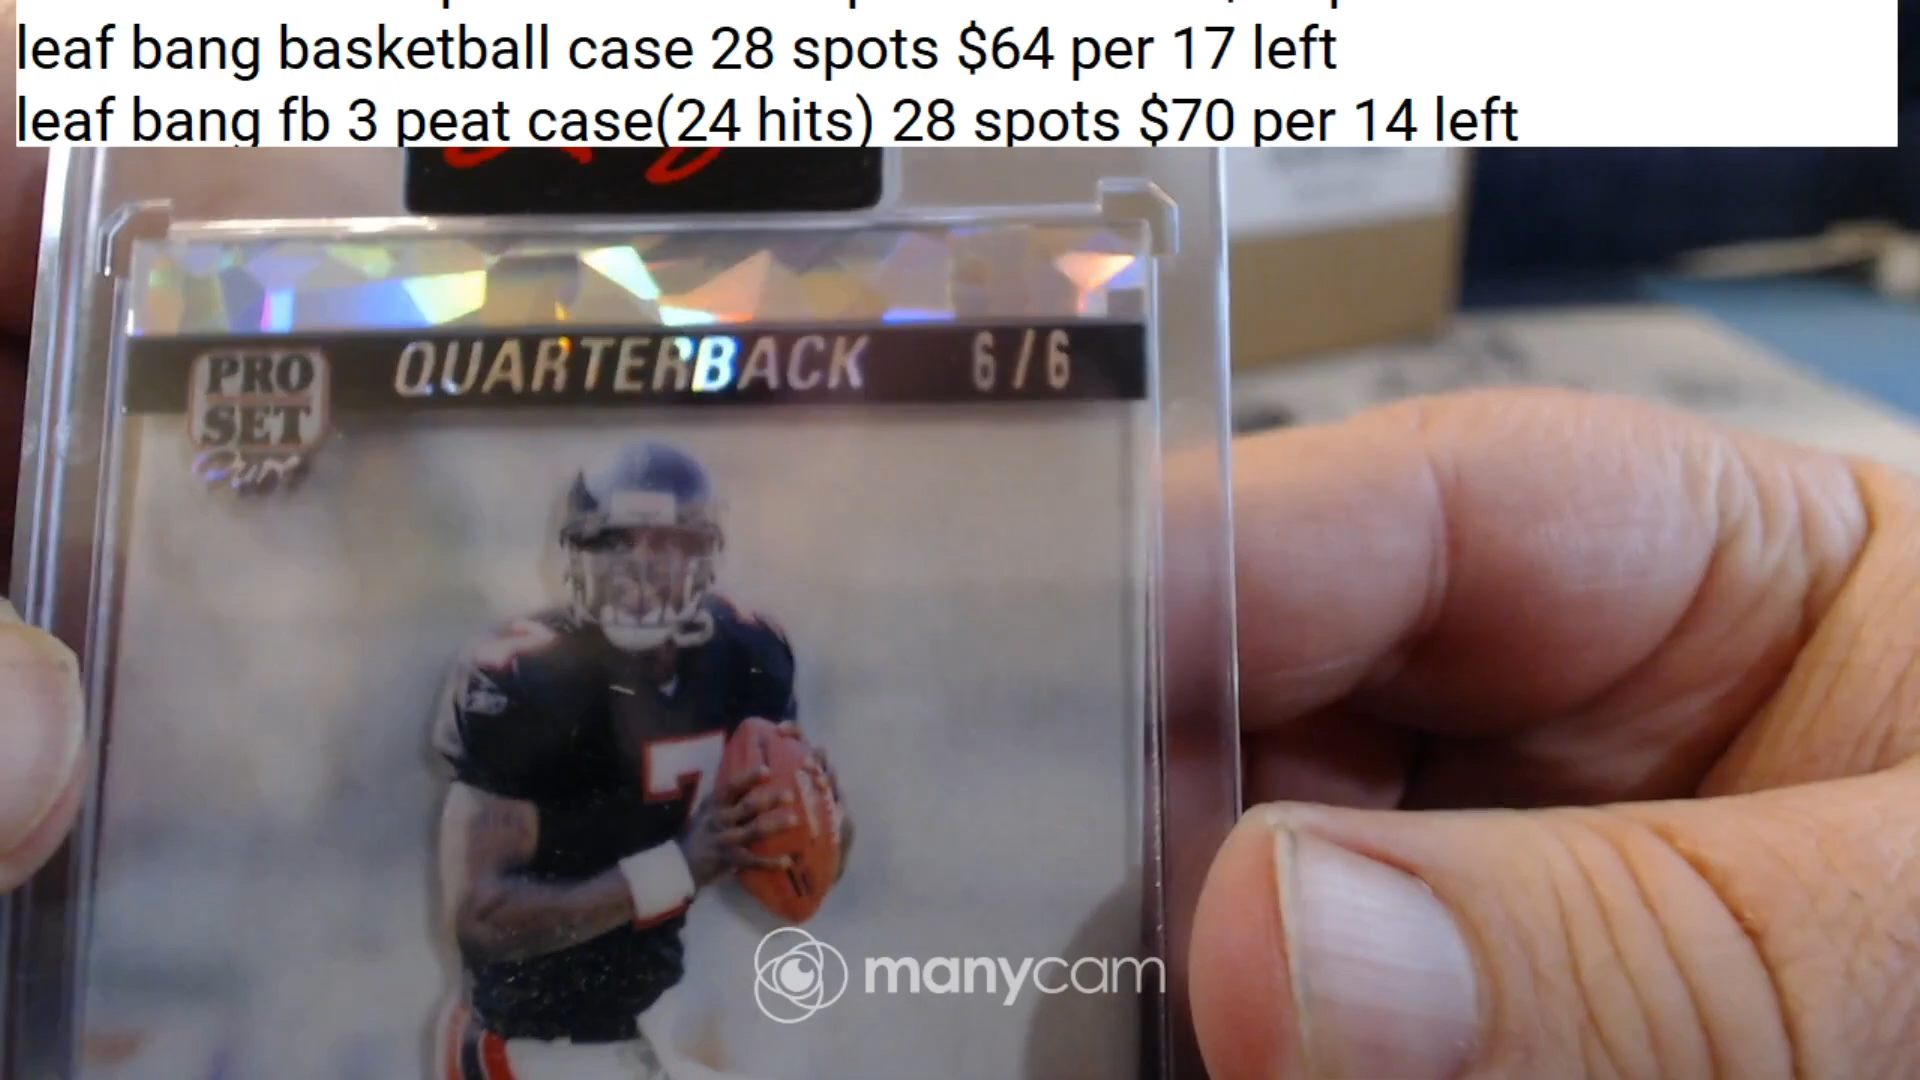 leaf bang basketball case 28 spots $64 per 17 left
leaf bang fb 3 peat case(24 hits) 28 spots $70 per 14 left
QUARTERBACK 6/6
PRO
SET
Pure
7
manycam